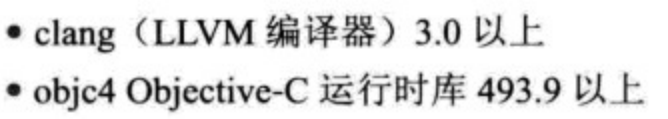 • clang（LLVM 编译器）3.0 以上
• objc4 Objective-C 运行时库 493.9 以上